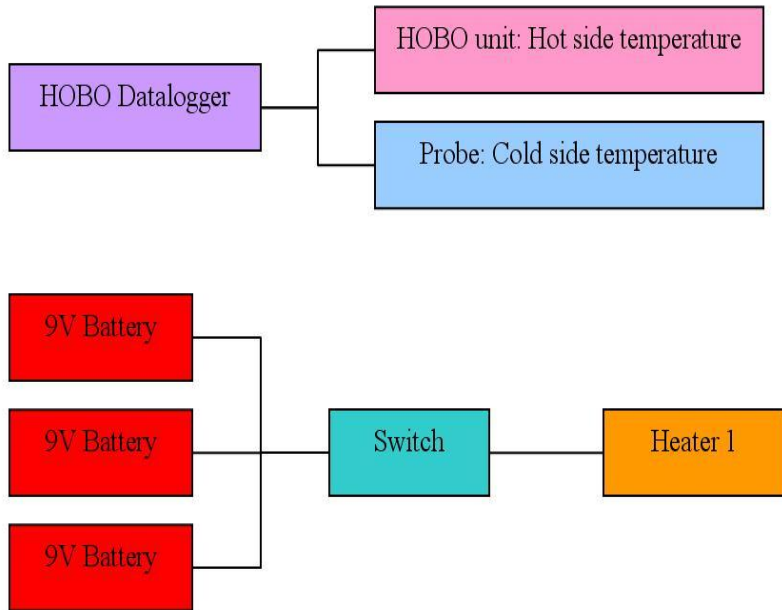 HOBO unit: Hot side temperature
HOBO Datalogger
Probe: Cold side temperature
9V Battery
9V Battery
Switch
Heater 1
9V Battery